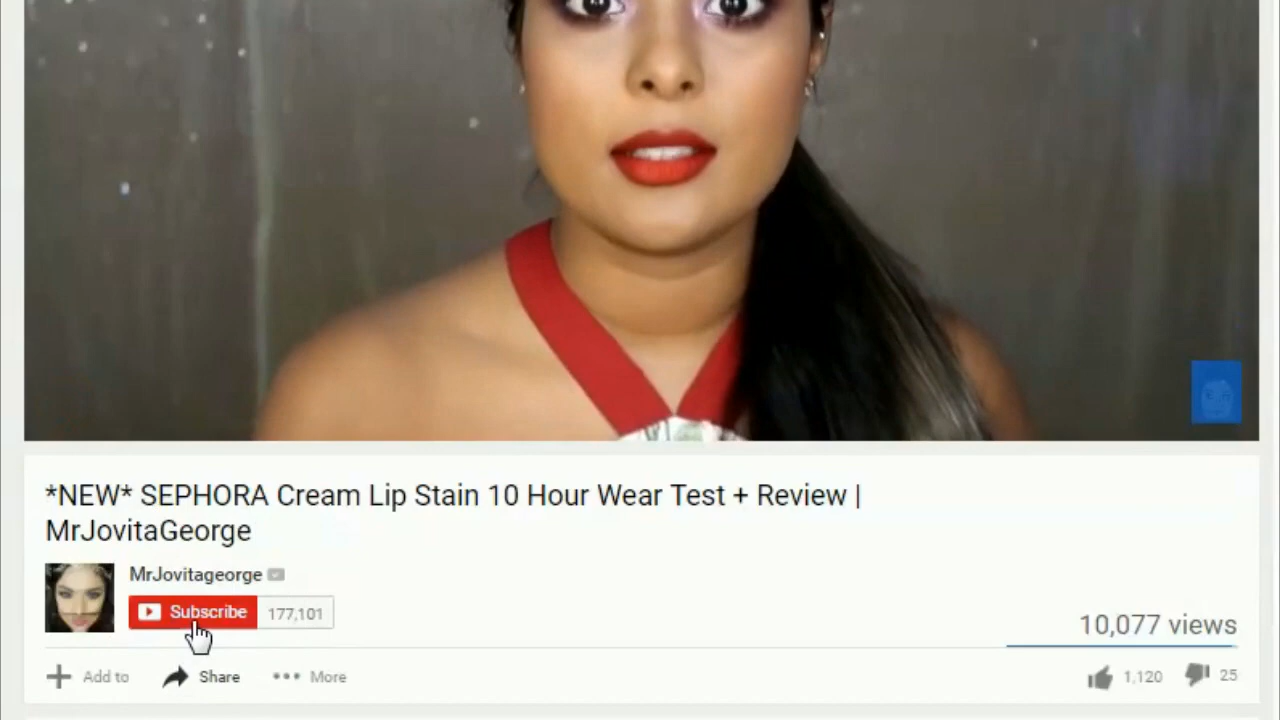 *NEW* SEPHORA Cream Lip Stain 10 Hour Wear Test + Review |
MrJovitaGeorge
MrJovitageorge
Subscribe 177,101
10,077 views
Add to Share More 1,120 25